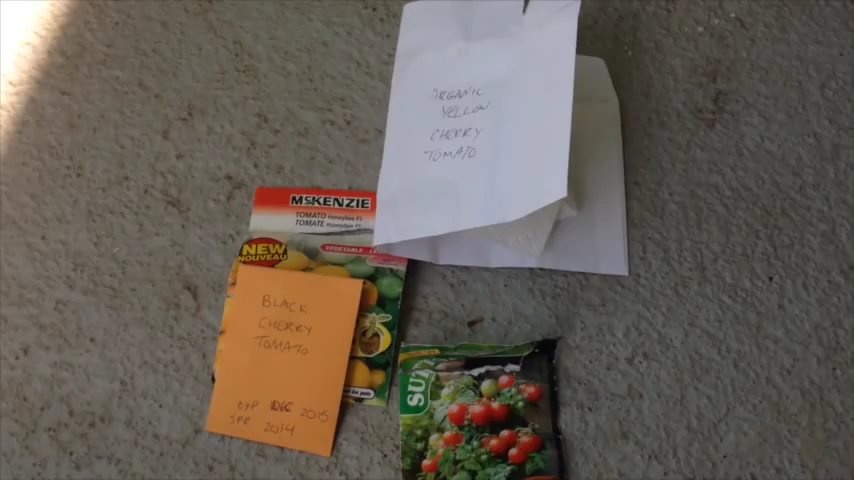 ORGANIC
YELLOW
CHERRY
TOMATO
McKENZIE
TOMATO Honeybee F1
TOMATE Honeybee F1
NEW
NOUVEAU
VEGETABLE
BLACK
CHERRY
TOMATO
EXP DEC 2015
SPR 2014